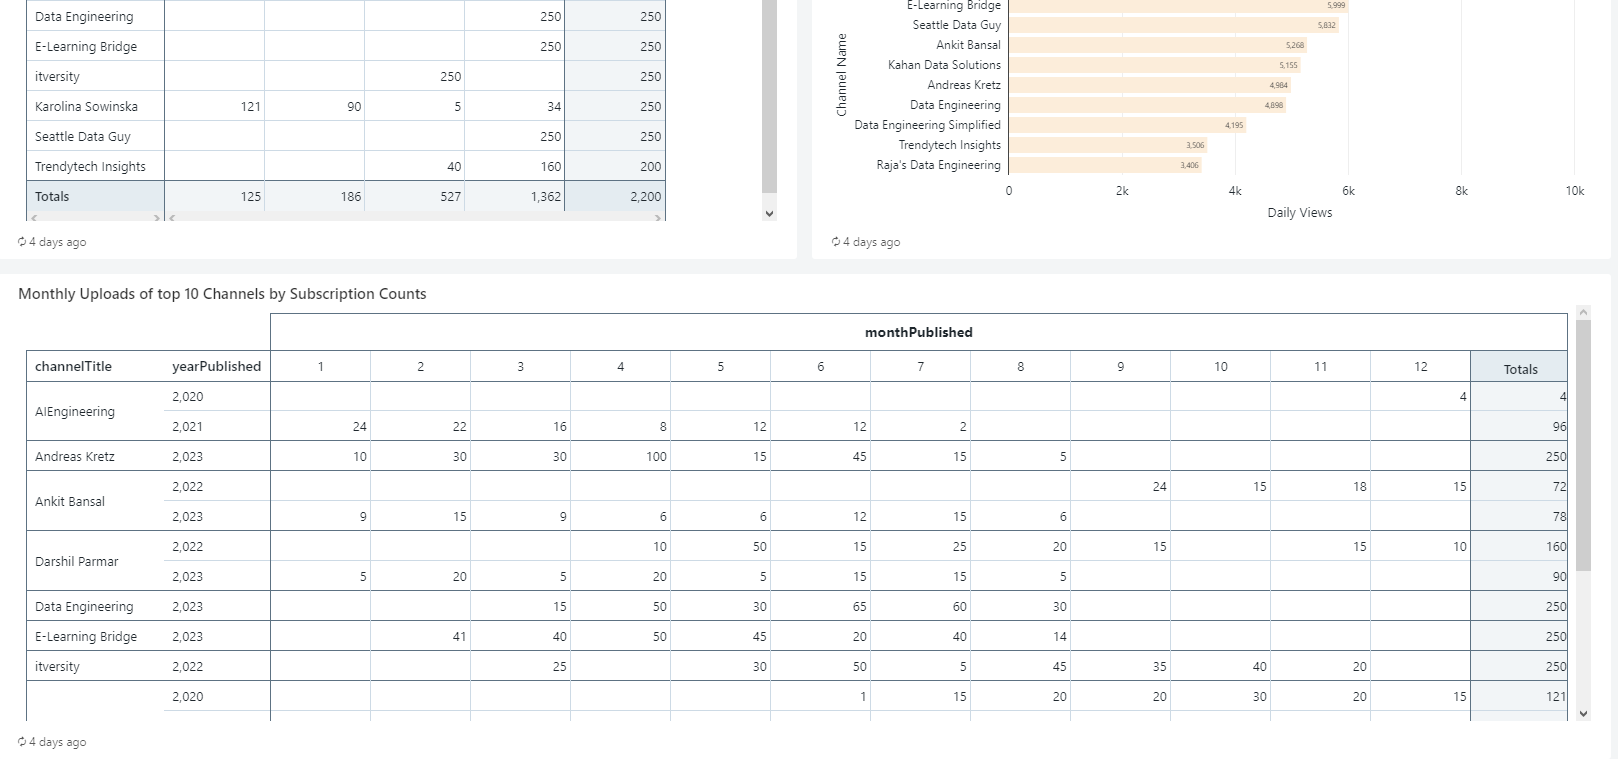 Data Engineering 250 250
E-Learning Bridge 250 250
itversity 250 250
Karolina Sowinska 121 90 5 34 250
Seattle Data Guy 250 250
Trendytech Insights 40 160 200
Totals 125 186 527 1,362 2,200
4 days ago
Channel Name
E-Learning Bridge 5,999
Seattle Data Guy 5,832
Ankit Bansal 5,268
Kahan Data Solutions 5,155
Andreas Kretz 4,984
Data Engineering 4,898
Data Engineering Simplified 4,195
Trendytech Insights 3,506
Raja's Data Engineering 3,406
0 2k 4k 6k 8k 10k
Daily Views
4 days ago
Monthly Uploads of top 10 Channels by Subscription Counts
monthPublished
channelTitle yearPublished 1 2 3 4 5 6 7 8 9 10 11 12 Totals
AIEngineering
2,020 4 4
2,021 24 22 16 8 12 12 2 96
Andreas Kretz 2,023 10 30 30 100 15 45 15 5 250
Ankit Bansal
2,022 24 15 18 15 72
2,023 9 15 9 6 6 12 15 6 78
Darshil Parmar
2,022 10 50 15 25 20 15 15 10 160
2,023 5 20 5 20 5 15 15 5 90
Data Engineering 2,023 15 50 30 65 60 30 250
E-Learning Bridge 2,023 41 40 50 45 20 40 14 250
itversity 2,022 25 30 50 5 45 35 40 20 250
2,020 1 15 20 20 30 20 15 121
4 days ago